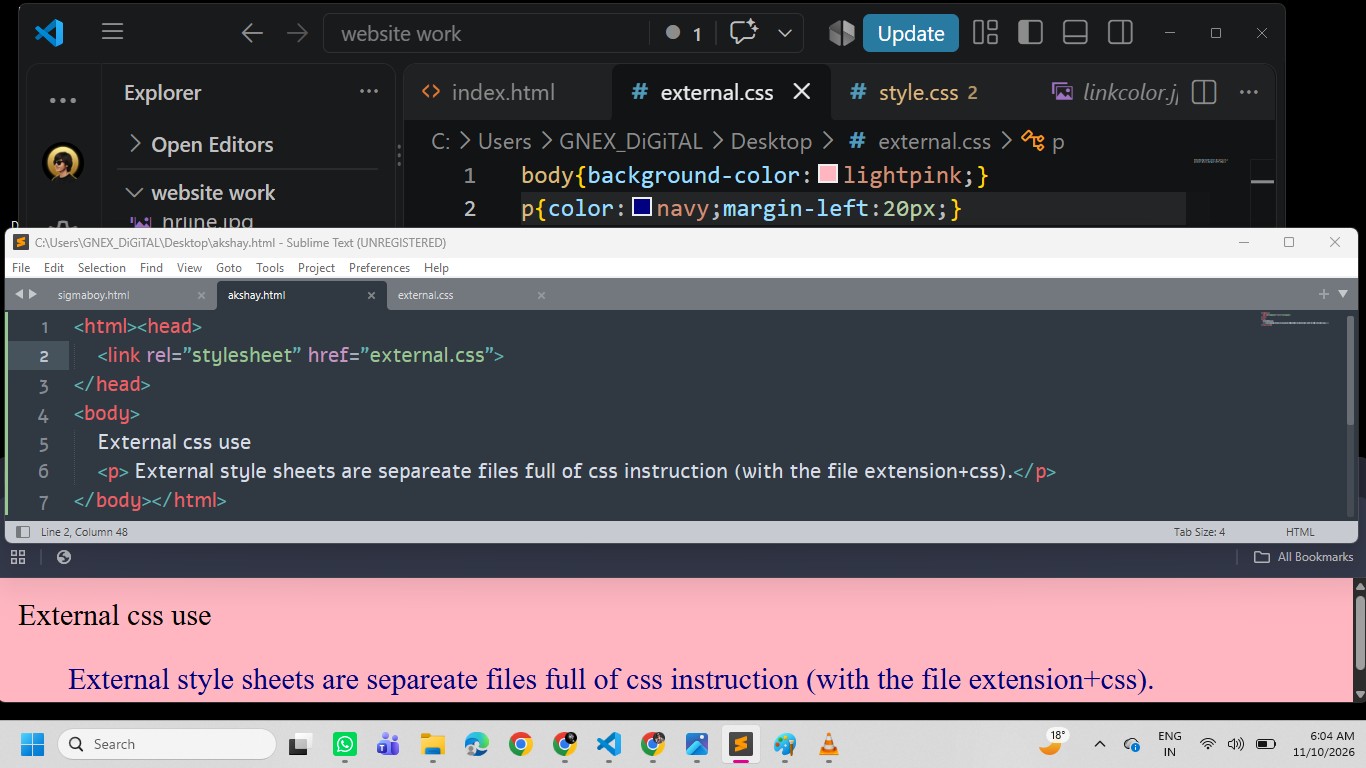 website work
1
Update
Explorer
index.html
external.css
style.css 2
linkcolor.j
Open Editors
C: > Users > GNEX_DiGiTAL > Desktop > # external.css > p
website work
1 body{background-color:lightpink;}
hrline.jpg
2 p{color:navy;margin-left:20px;}
C:\Users\GNEX_DiGiTAL\Desktop\akshay.html - Sublime Text (UNREGISTERED)
File Edit Selection Find View Goto Tools Project Preferences Help
sigmaboy.html akshay.html external.css
1 <html><head>
2 <link rel=”stylesheet” href=”external.css”>
3 </head>
4 <body>
5 External css use
6 <p> External style sheets are separeate files full of css instruction (with the file extension+css).</p>
7 </body></html>
Line 2, Column 48 Tab Size: 4 HTML
All Bookmarks
External css use
External style sheets are separeate files full of css instruction (with the file extension+css).
Search
18°
ENG
IN
6:04 AM
11/10/2026